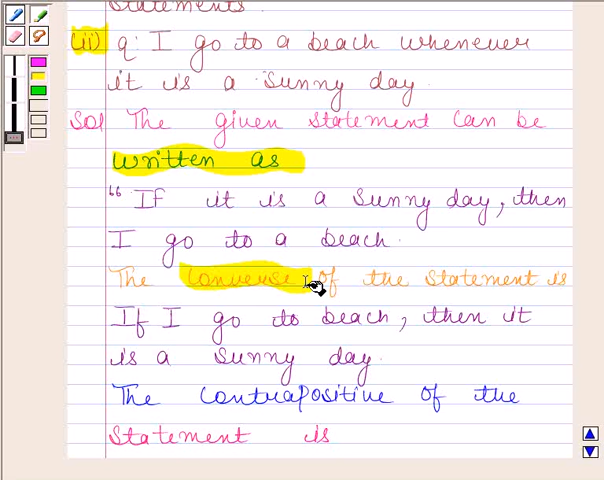 Statements.
(ii) q: I go to a beach whenever
it is a sunny day.
Sol The given statement can be
written as
"If it is a sunny day, then
I go to a beach.
The converse of the statement is
If I go to beach, then it
is a sunny day.
The contrapositive of the
Statement is